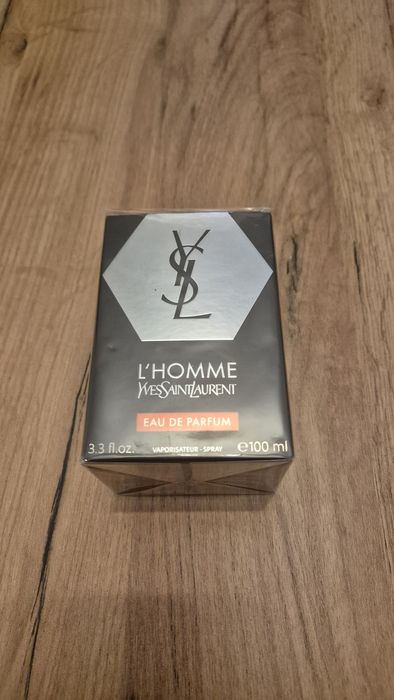 YSL
L'HOMME
YVESSAINTLAURENT
EAU DE PARFUM
3.3 fl.oz. VAPORISATEUR - SPRAY ℮100 ml